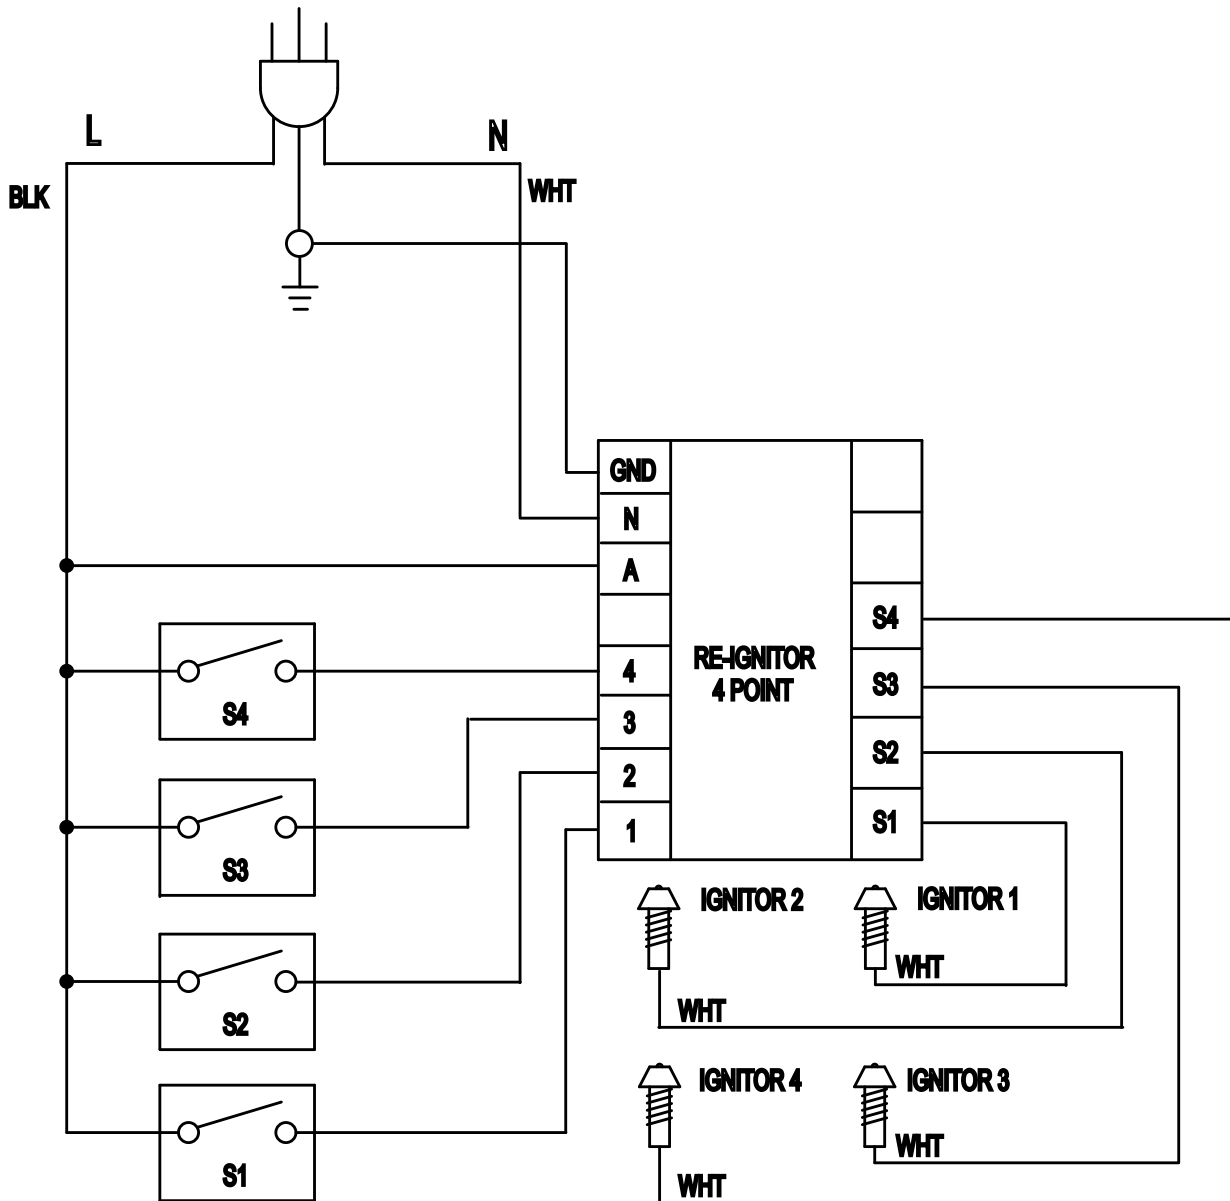 L
N
BLK
WHT
GND
N
A
4
3
2
1
RE-IGNITOR
4 POINT
S4
S3
S2
S1
S4
S3
S2
S1
IGNITOR 2
IGNITOR 1
WHT
WHT
IGNITOR 4
IGNITOR 3
WHT
WHT